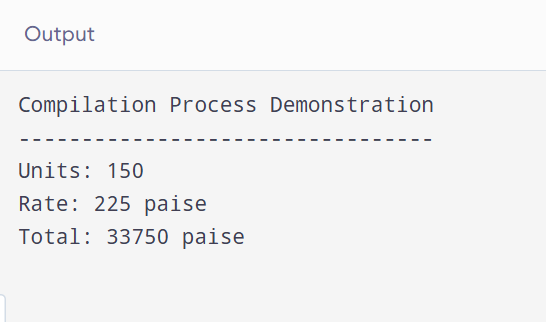 Output
Compilation Process Demonstration
---------------------------------
Units: 150
Rate: 225 paise
Total: 33750 paise